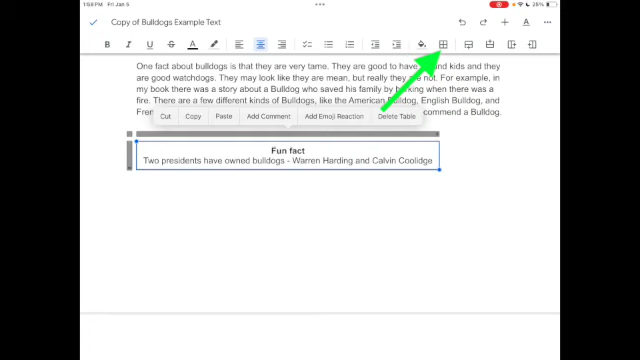 1:58 PM Fri Jan 5
26%
Copy of Bulldogs Example Text
A
B I U S A
One fact about bulldogs is that they are very tame. They are good to have around kids and they
are good watchdogs. They may look like they are mean, but really they are not. For example, in
my book there was a story about a Bulldog who saved his family by barking when there was a
fire. There are a few different kinds of Bulldogs, like the American Bulldog, English Bulldog, and
commend a Bulldog.
Cut Copy Paste Add Comment Add Emoji Reaction Delete Table
Fun fact
Two presidents have owned bulldogs - Warren Harding and Calvin Coolidge